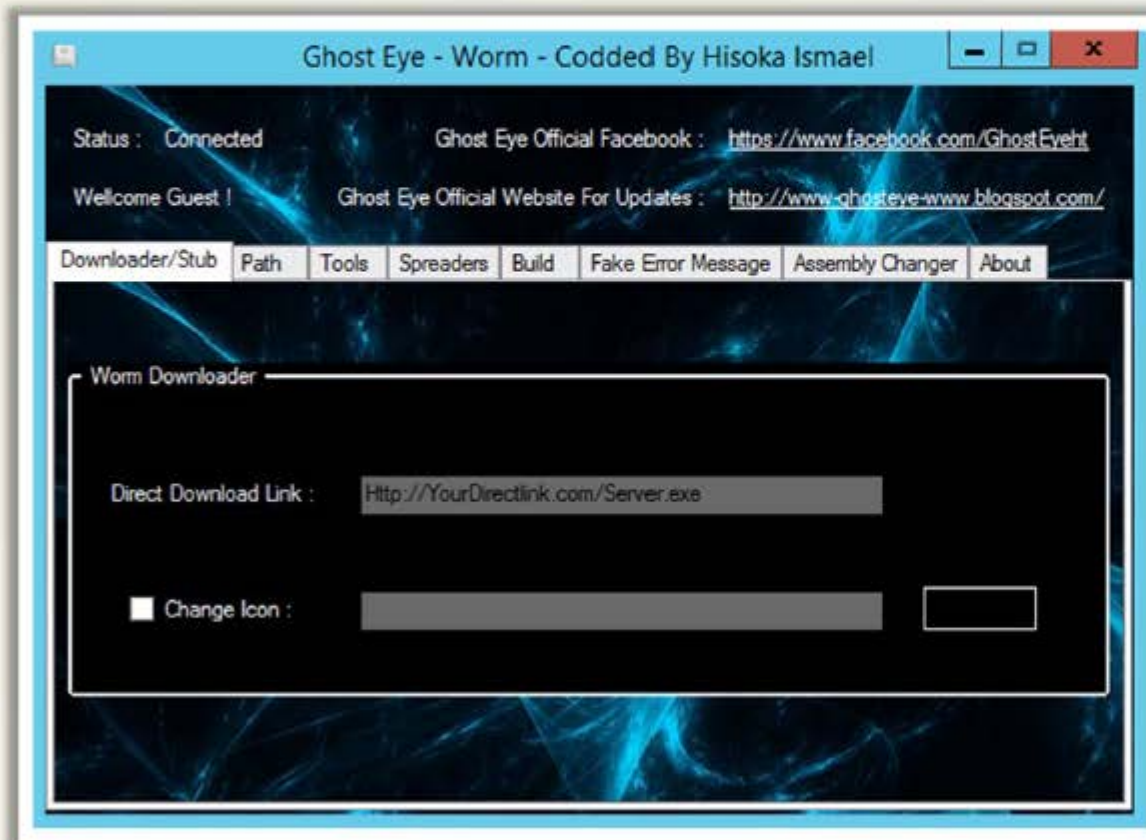 Ghost Eye - Worm - Codded By Hisoka Ismael
Status : Connected Ghost Eye Official Facebook : https://www.facebook.com/GhostEyeht
Wellcome Guest ! Ghost Eye Official Website For Updates : http://www-ghosteye-www.blogspot.com/
Downloader/Stub Path Tools Spreaders Build Fake Error Message Assembly Changer About
Worm Downloader
Direct Download Link : Http://YourDirectlink.com/Server.exe
Change Icon :